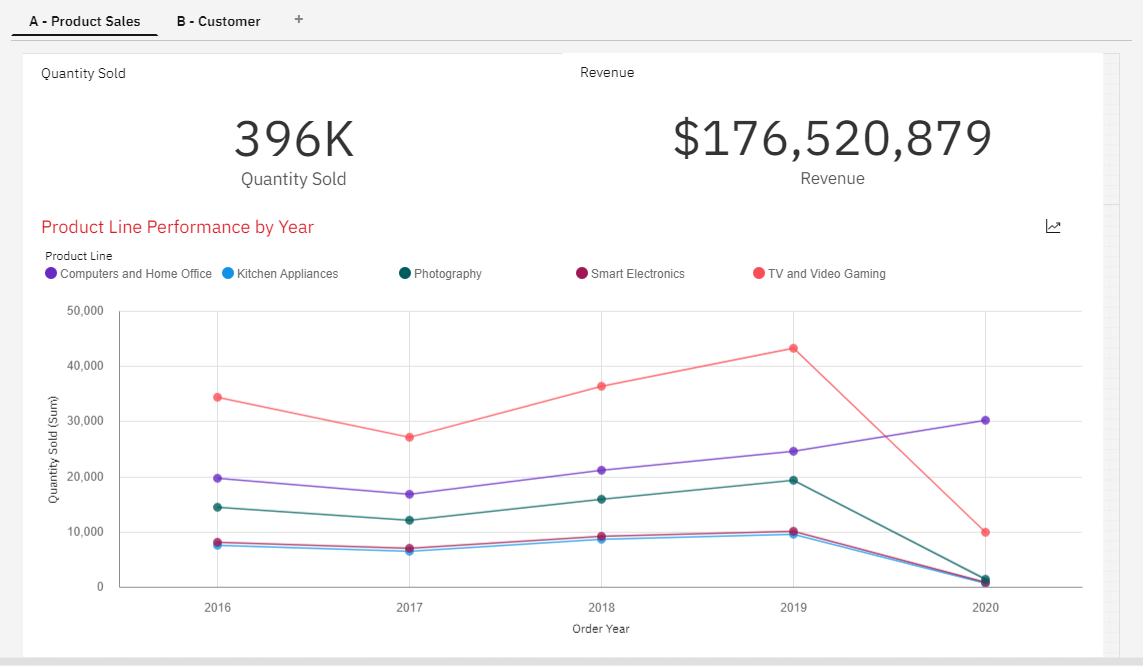 A - Product Sales B - Customer +
Quantity Sold Revenue
396K $176,520,879
Quantity Sold Revenue
Product Line Performance by Year
Product Line
Computers and Home Office Kitchen Appliances Photography Smart Electronics TV and Video Gaming
50,000
40,000
30,000
20,000
10,000
0
Quantity Sold (Sum)
2016 2017 2018 2019 2020
Order Year